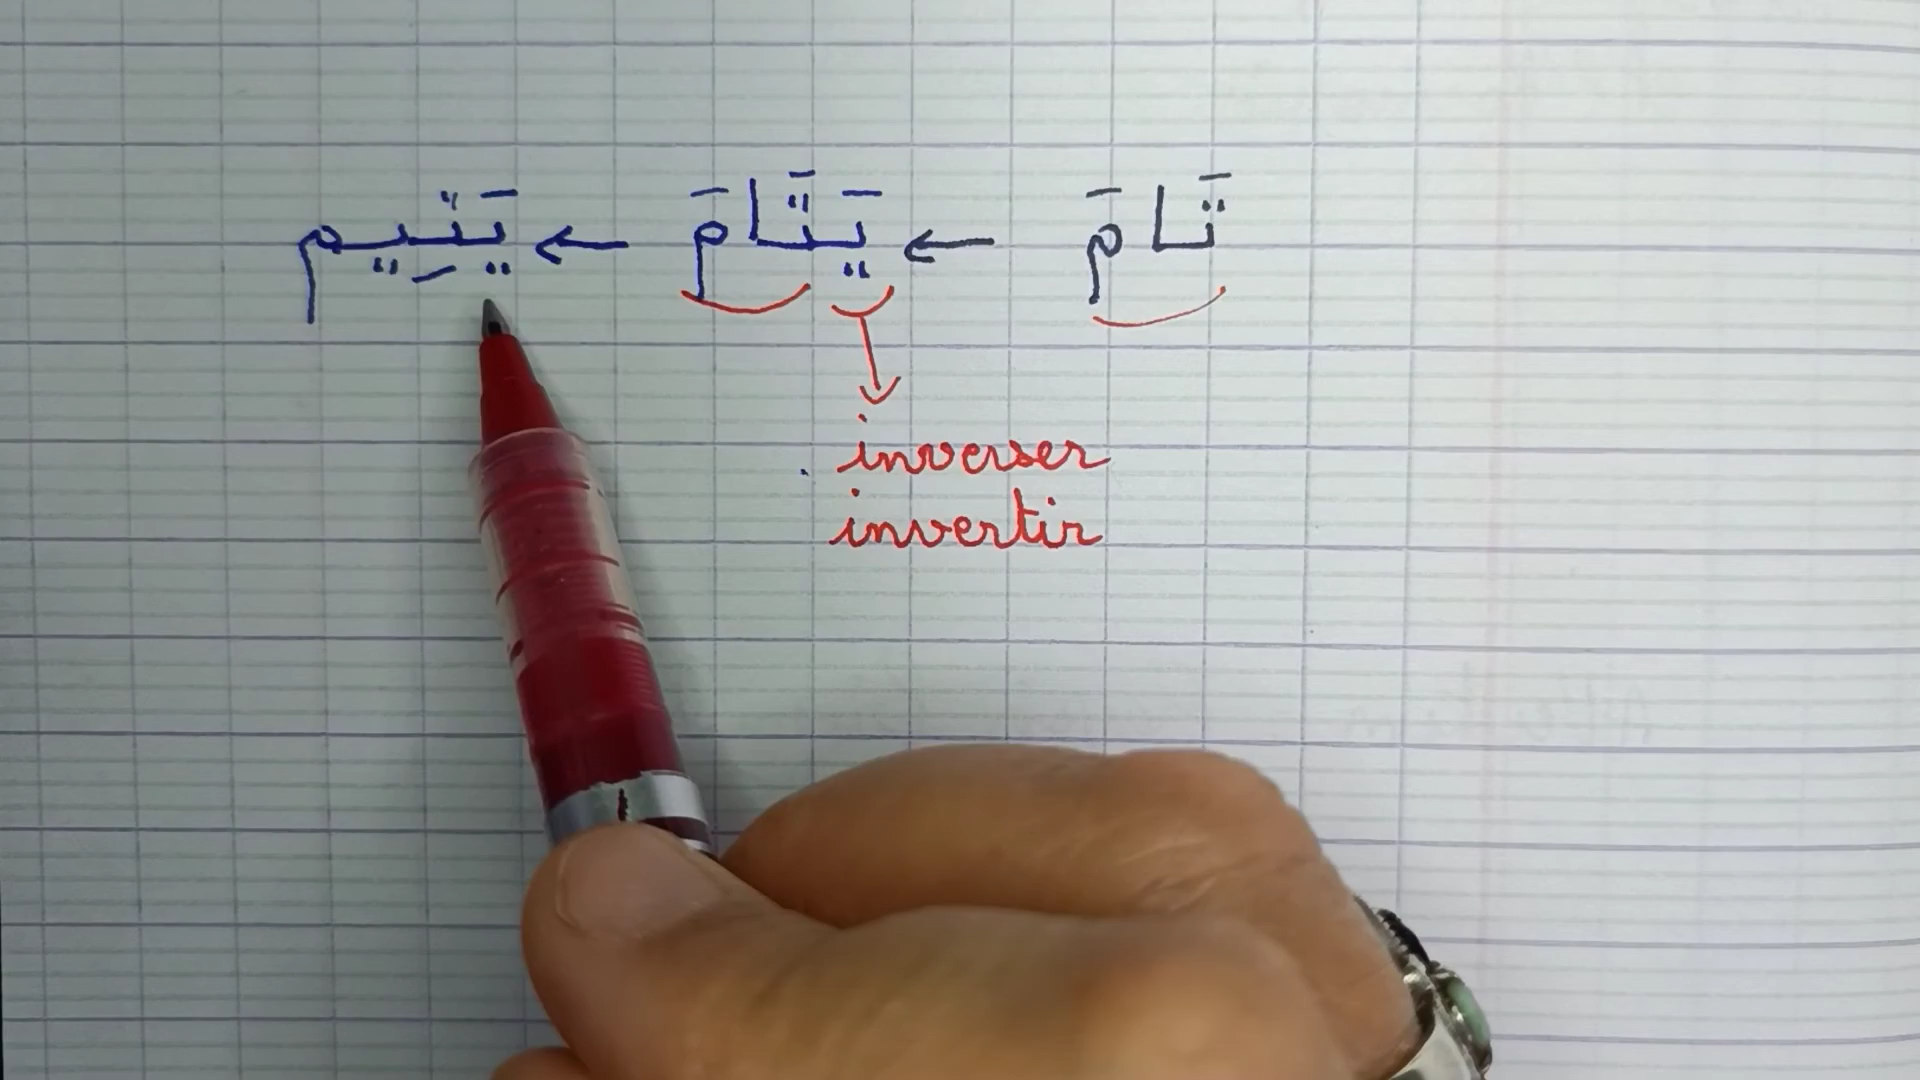 تَامَ ← يَتَامَ ← يَتِيم
inverser
invertir